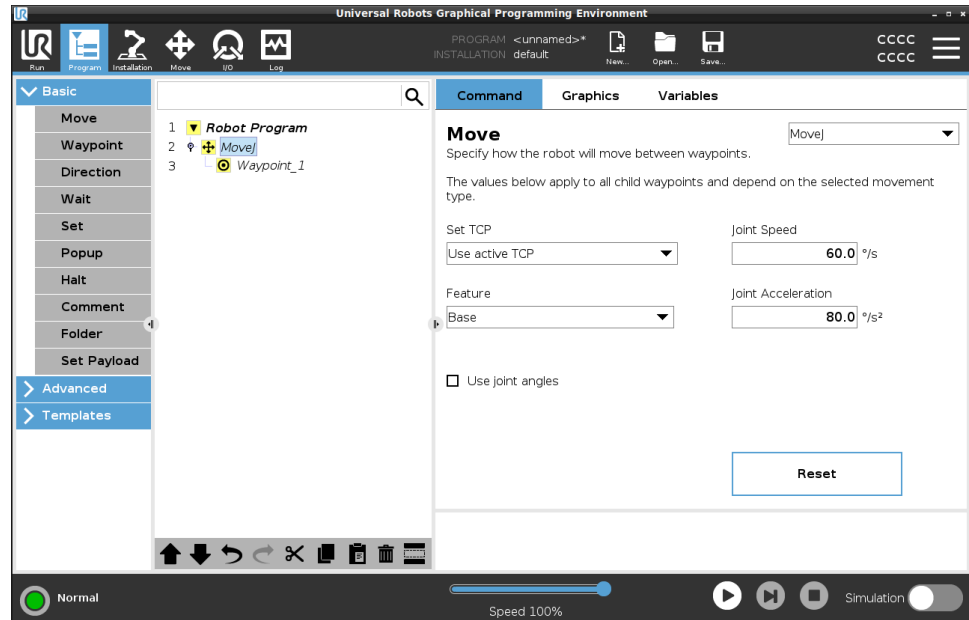 Universal Robots Graphical Programming Environment
UR
Run
Program
Installation
Move
I/O
Log
PROGRAM <unnamed>*
INSTALLATION default
New...
Open...
Save...
CCCC
CCCC
Basic
Move
Waypoint
Direction
Wait
Set
Popup
Halt
Comment
Folder
Set Payload
Advanced
Templates
1 Robot Program
2 MoveJ
3 Waypoint_1
Command Graphics Variables
Move
MoveJ
Specify how the robot will move between waypoints.
The values below apply to all child waypoints and depend on the selected movement
type.
Set TCP
Use active TCP
Joint Speed
60.0 °/s
Feature
Base
Joint Acceleration
80.0 °/s²
Use joint angles
Reset
Normal
Speed 100%
Simulation